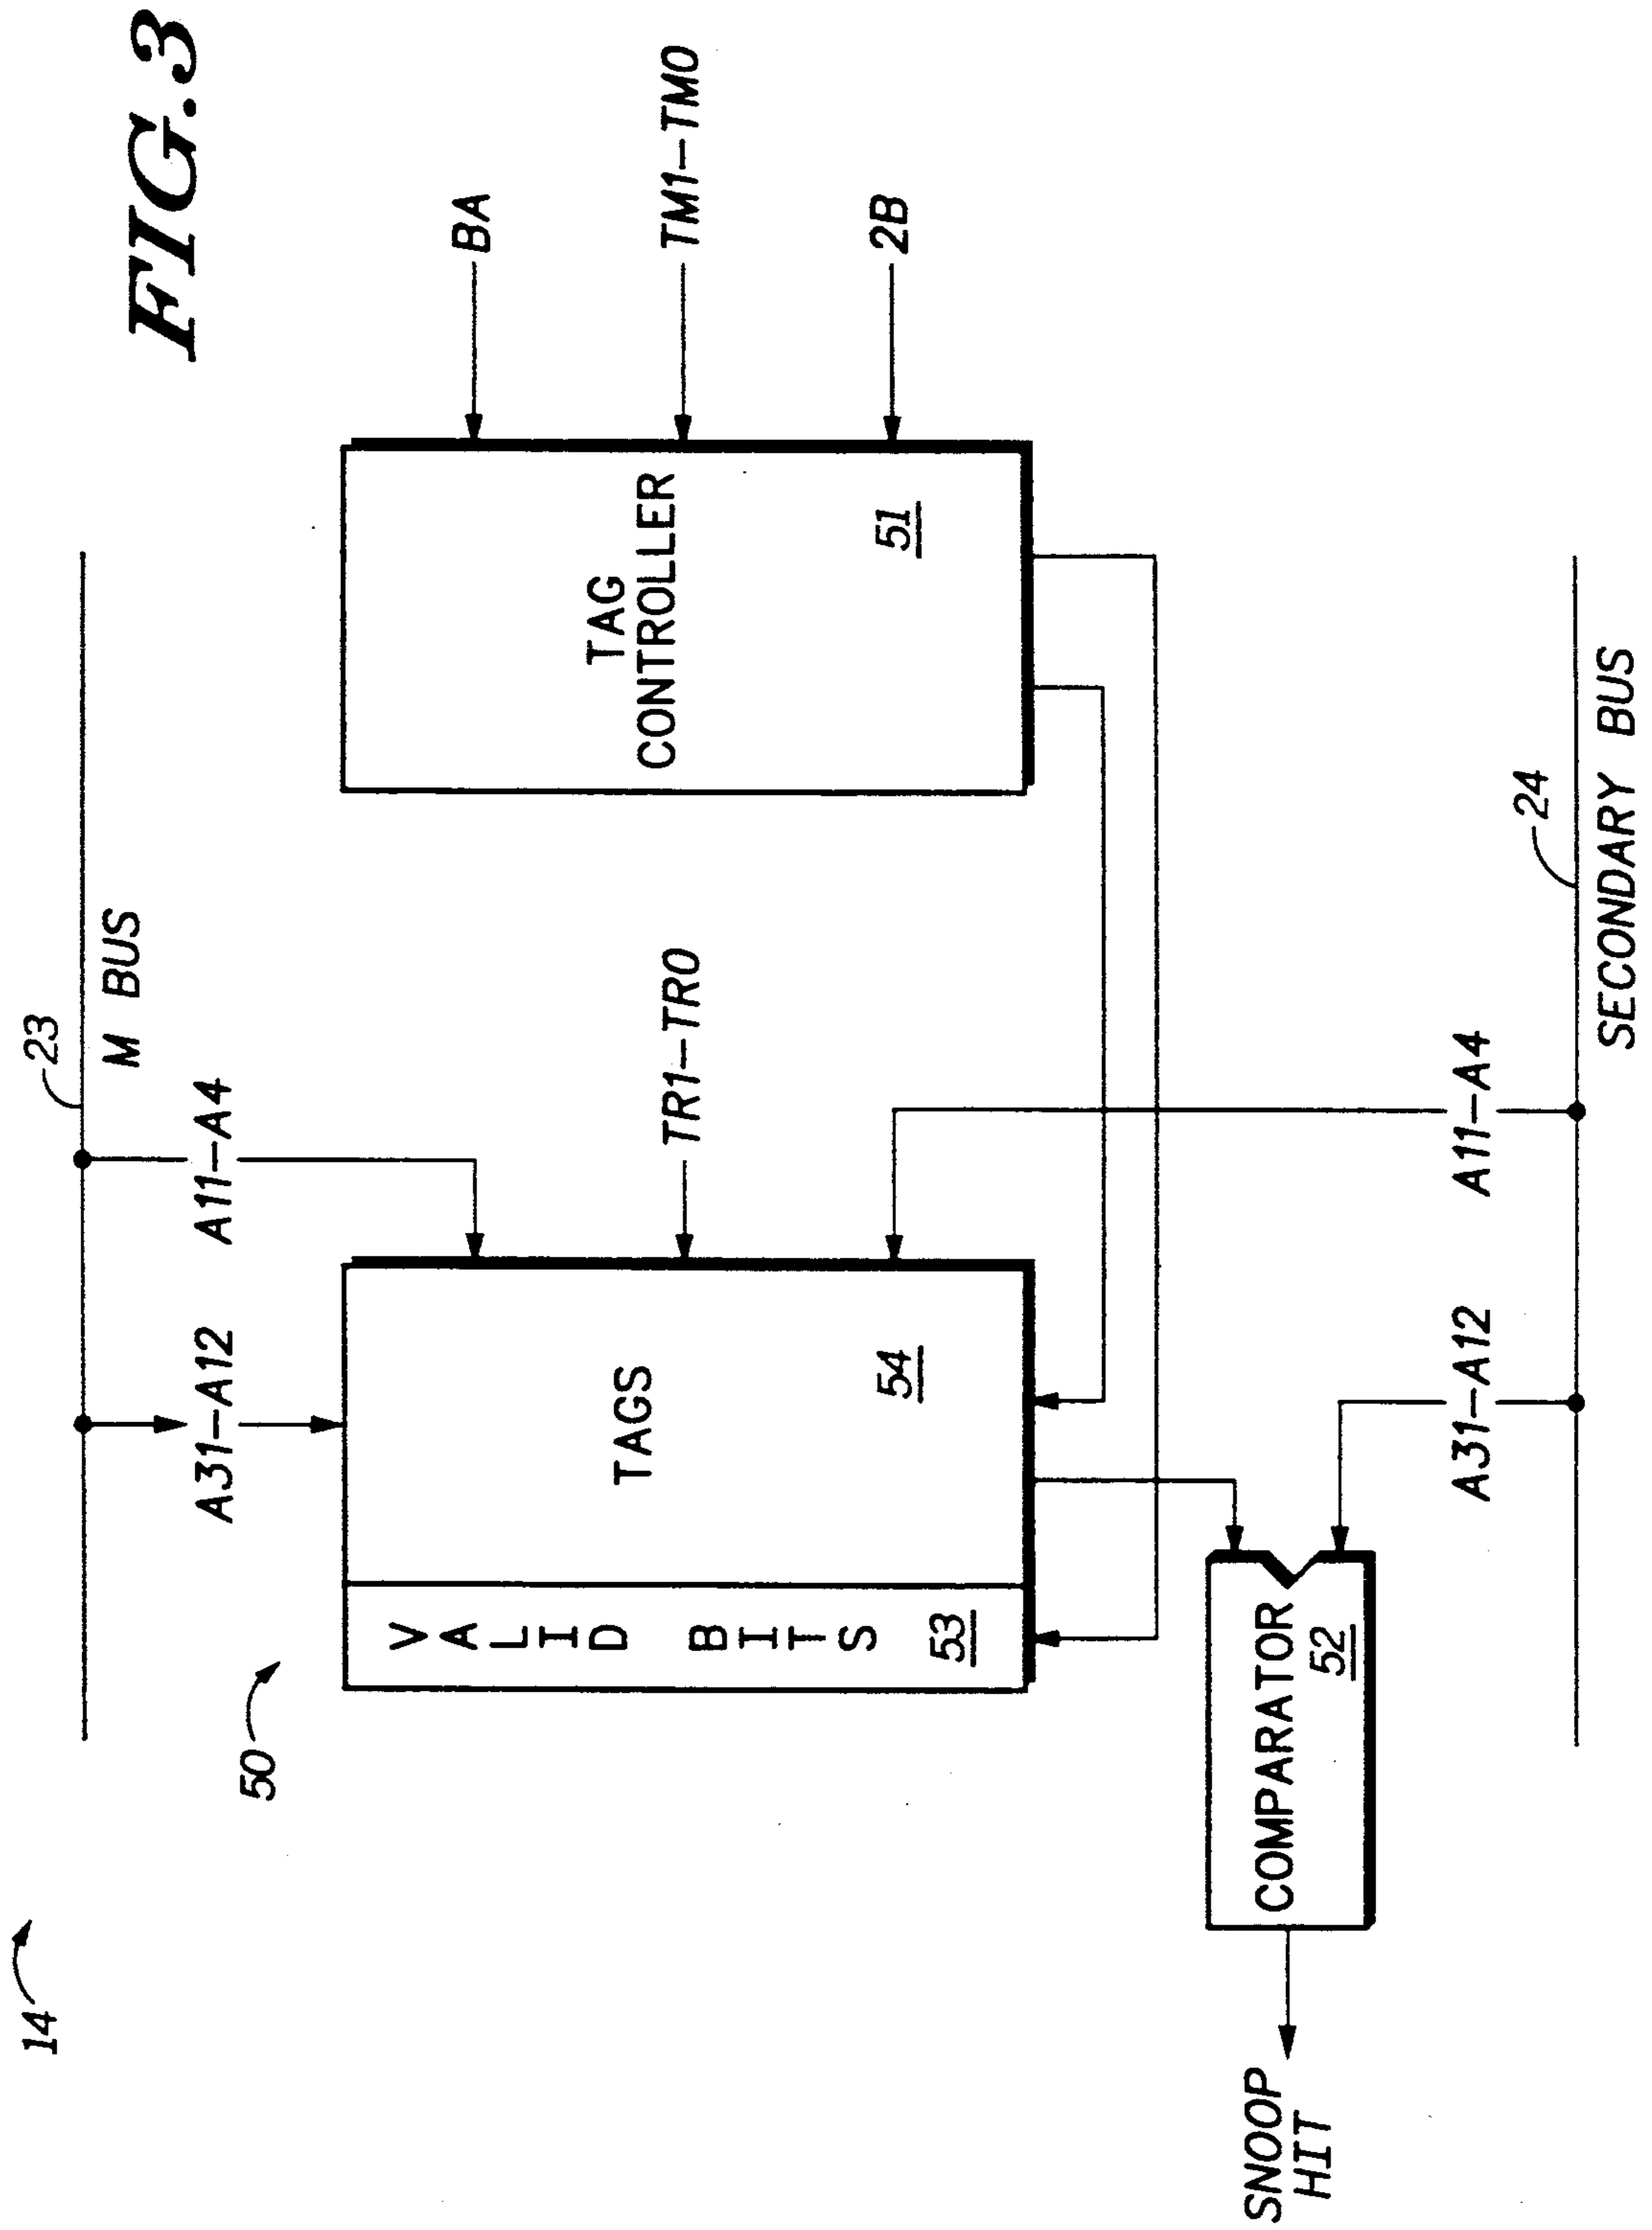 FIG.3
14
50
23
M BUS
A31–A12
A11–A4
VALID BITS
53
TAGS
54
TR1–TR0
TAG
CONTROLLER
51
BA
TM1–TM0
2B
COMPARATOR
52
SNOOP
HIT
A31–A12
A11–A4
24
SECONDARY BUS